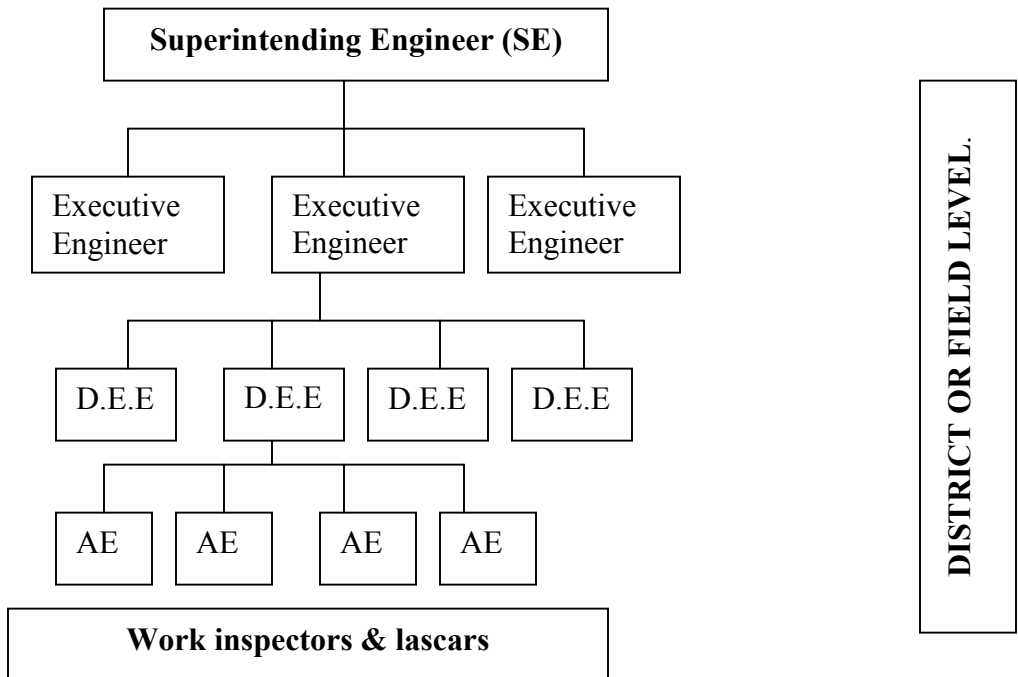 Superintending Engineer (SE)
Executive
Engineer
Executive
Engineer
Executive
Engineer
D.E.E
D.E.E
D.E.E
D.E.E
AE
AE
AE
AE
Work inspectors & lascars
DISTRICT OR FIELD LEVEL.